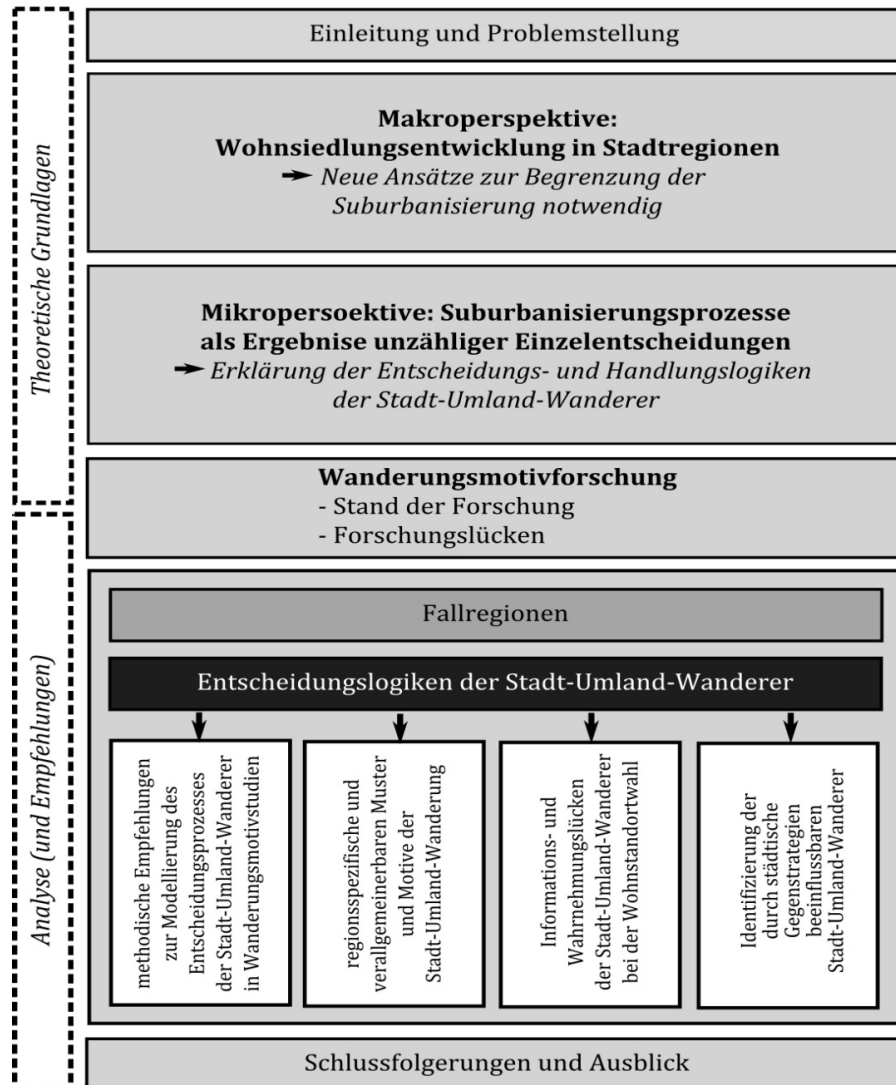 Theoretische Grundlagen
Einleitung und Problemstellung
Makroperspektive:
Wohnsiedlungsentwicklung in Stadtregionen
Neue Ansätze zur Begrenzung der
Suburbanisierung notwendig
Mikropersoektive: Suburbanisierungsprozesse
als Ergebnise unzähliger Einzelentscheidungen
Erklärung der Entscheidungs- und Handlungslogiken
der Stadt-Umland-Wanderer
Wanderungsmotivforschung
- Stand der Forschung
- Forschungslücken
Analyse (und Empfehlungen)
Fallregionen
Entscheidungslogiken der Stadt-Umland-Wanderer
methodische Empfehlungen
zur Modellierung des
Entscheidungsprozesses
der Stadt-Umland-Wanderer
in Wanderungsmotivstudien
regionsspezifische und
verallgemeinerbaren Muster
und Motive der
Stadt-Umland-Wanderung
Informations- und
Wahrnehmungslücken
der Stadt-Umland-Wanderer
bei der Wohnstandortwahl
Identifizierung der
durch städtische
Gegenstrategien
beeinflussbaren
Stadt-Umland-Wanderer
Schlussfolgerungen und Ausblick